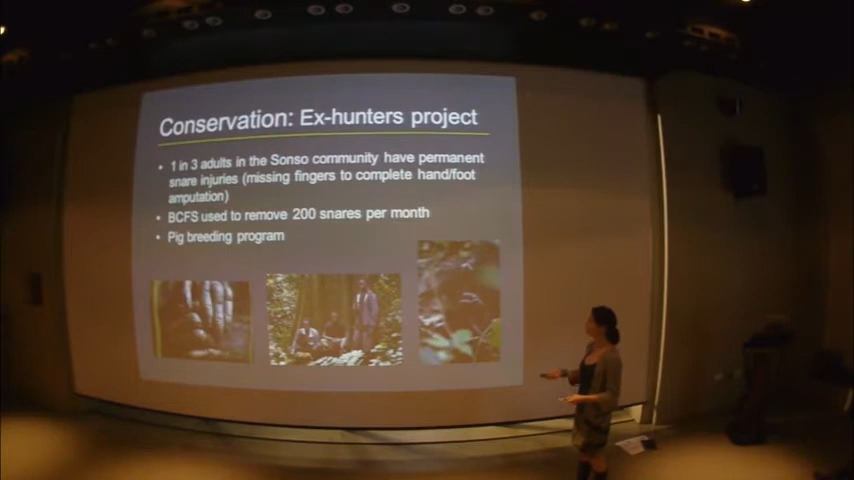 Conservation: Ex-hunters project
• 1 in 3 adults in the Sonso community have permanent
snare injuries (missing fingers to complete hand/foot
amputation)
• BCFS used to remove 200 snares per month
• Pig breeding program